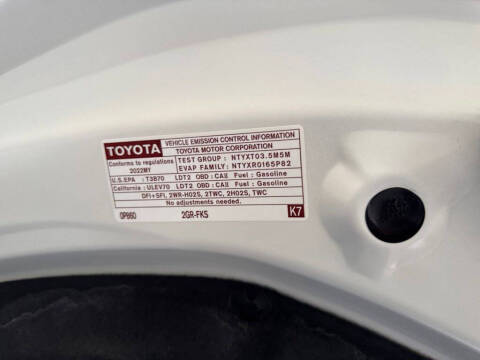 TOYOTA VEHICLE EMISSION CONTROL INFORMATION
TOYOTA MOTOR CORPORATION
Conforms to regulations TEST GROUP : NTYXT03.5M5M
2022MY EVAP FAMILY: NTYXR0165P82
U.S.EPA : T3B70 LDT2 OBD : CAII Fuel : Gasoline
California : ULEV70 LDT2 OBD : CAII Fuel : Gasoline
DFI+SFI, 2WR-HO2S, 2TWC, 2HO2S, TWC
No adjustments needed.
0P86D 2GR-FKS K7